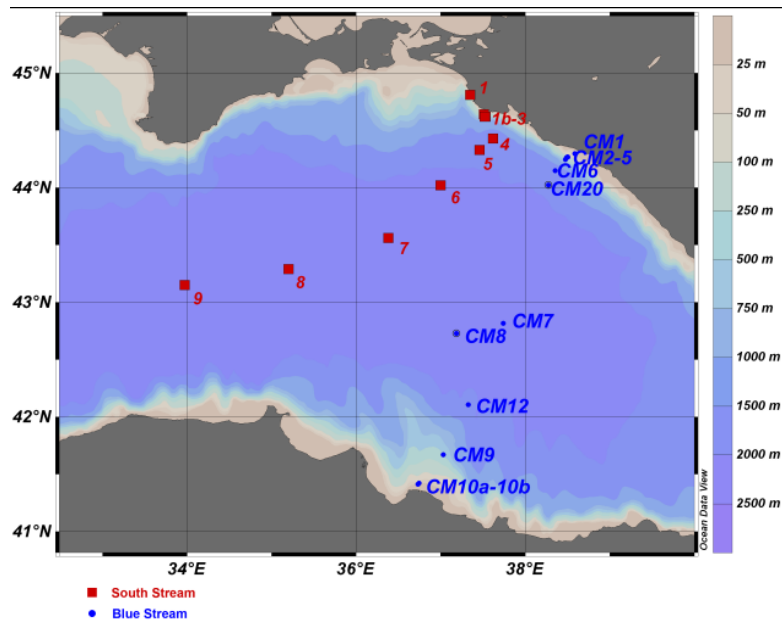 45°N
44°N
43°N
42°N
41°N
34°E
36°E
38°E
1
1b-3
4
5
6
7
8
9
CM1
CM2-5
CM6
CM20
CM7
CM8
CM12
CM9
CM10a-10b
25 m
50 m
100 m
250 m
500 m
750 m
1000 m
1500 m
2000 m
2500 m
Ocean Data View
South Stream
Blue Stream